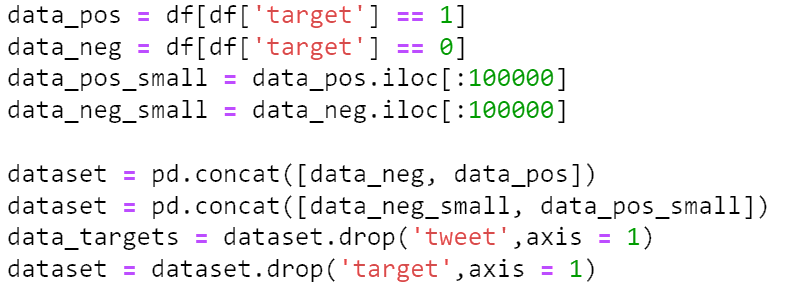 data_pos = df[df['target'] == 1]
data_neg = df[df['target'] == 0]
data_pos_small = data_pos.iloc[:100000]
data_neg_small = data_neg.iloc[:100000]

dataset = pd.concat([data_neg, data_pos])
dataset = pd.concat([data_neg_small, data_pos_small])
data_targets = dataset.drop('tweet',axis = 1)
dataset = dataset.drop('target',axis = 1)